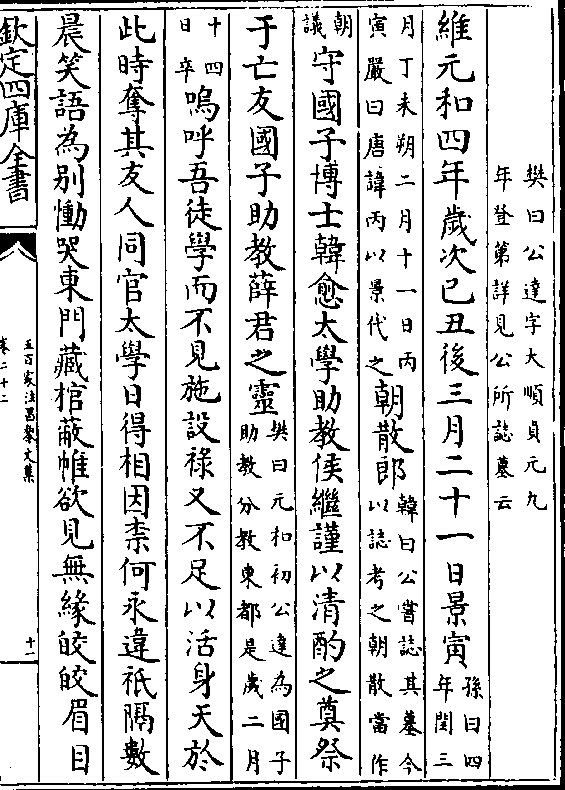 樊曰公達字大順貞元九
年登第詳見公所誌墓云
維元和四年歲次己丑後三月二十一日景寅孫曰四
年閏三
月丁未朔二月十一日丙
寅嚴曰唐諱丙以景代之朝散郎韓曰公嘗誌其墓今
以誌考之朝散當作
朝
議守國子博士韓愈太學助教侯繼謹以清酌之奠祭
于亡友國子助教薛君之靈樊曰元和初公達為國子
助教分教東都是歲二月
十四
日卒嗚呼吾徒學而不見施設祿又不足以活身天於
此時奪其友人同官太學日得相因柰何永違祇隔數
晨笑語為别慟哭東門藏棺蔽帷欲見無緣皎皎眉目
欽定四庫全書
五百家注昌黎文集
卷二十二
十二